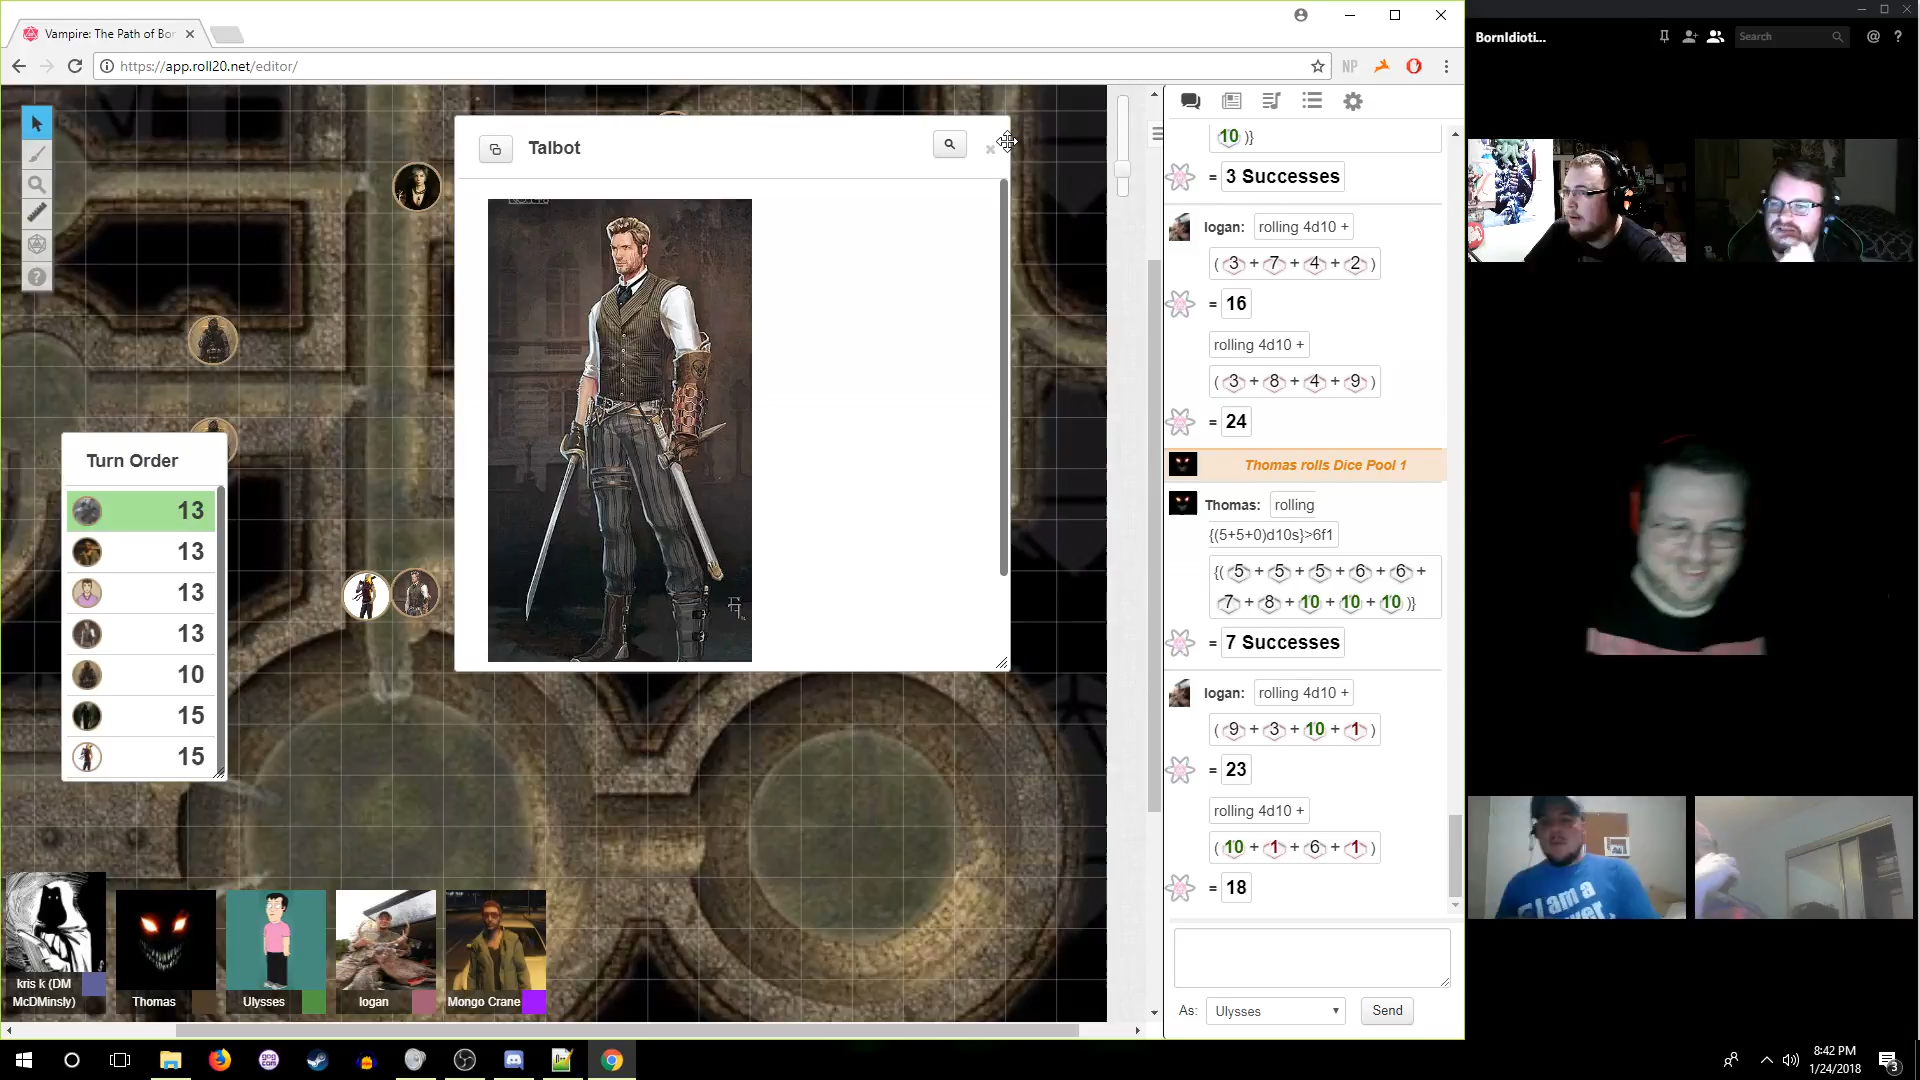 Vampire: The Path of Bor
https://app.roll20.net/editor/
NP
BornIdioti...
Search
Talbot
Turn Order
13
13
13
13
10
15
15
kris k (DM
McDMinsly)
Thomas
Ulysses
logan
Mongo Crane
10 )}
= 3 Successes
logan: rolling 4d10 +
( 3 + 7 + 4 + 2 )
= 16
rolling 4d10 +
( 3 + 8 + 4 + 9 )
= 24
Thomas rolls Dice Pool 1
Thomas: rolling
{(5+5+0)d10s}>6f1
{( 5 + 5 + 5 + 6 + 6 +
7 + 8 + 10 + 10 + 10 )}
= 7 Successes
logan: rolling 4d10 +
( 9 + 3 + 10 + 1 )
= 23
rolling 4d10 +
( 10 + 1 + 6 + 1 )
= 18
As: Ulysses
Send
I am a
8:42 PM
1/24/2018
3